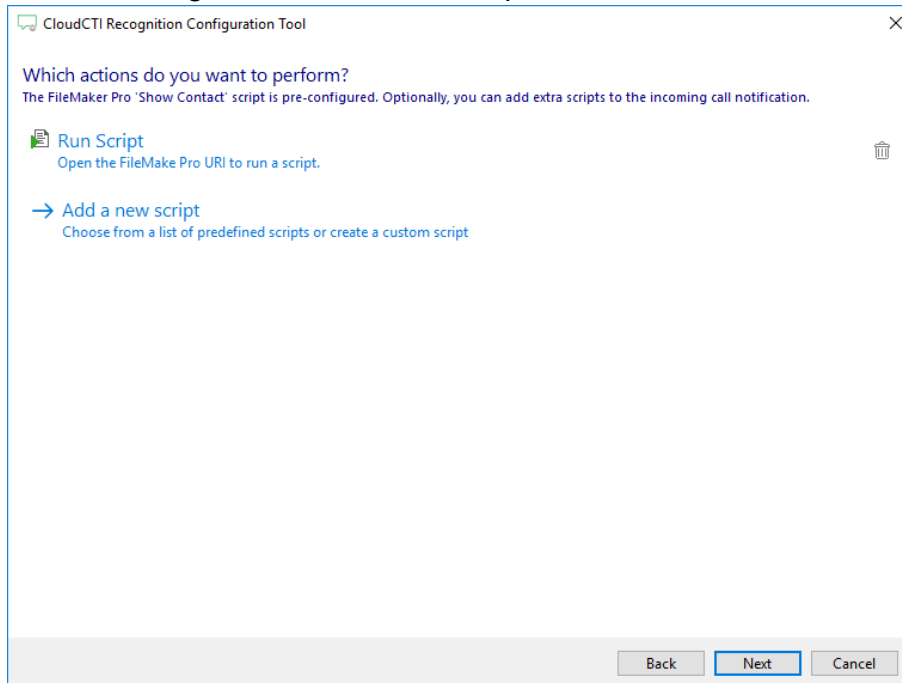 CloudCTI Recognition Configuration Tool
Which actions do you want to perform?
The FileMaker Pro 'Show Contact' script is pre-configured. Optionally, you can add extra scripts to the incoming call notification.
Run Script
Open the FileMake Pro URI to run a script.
Add a new script
Choose from a list of predefined scripts or create a custom script
Back Next Cancel